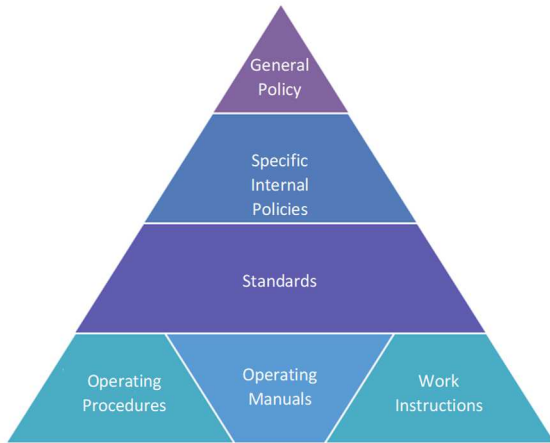 General
Policy
Specific
Internal
Policies
Standards
Operating
Procedures
Operating
Manuals
Work
Instructions